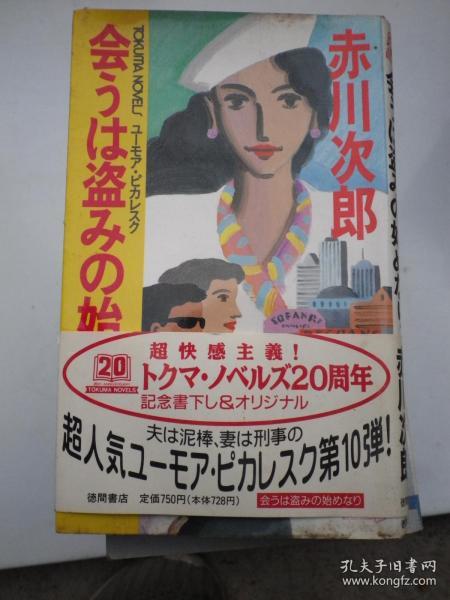 赤川次郎
TOKUMA NOVELS ユーモア・ピカレスク
会うは盗みの始
20
TOKUMA NOVELS
超快感主義!
トクマ・ノベルズ20周年
記念書下し&オリジナル
夫は泥棒、妻は刑事の
超人気ユーモア・ピカレスク第10弾!
徳間書店 定価750円(本体728円) 会うは盗みの始めなり
孔夫子旧书网
kongfz.com